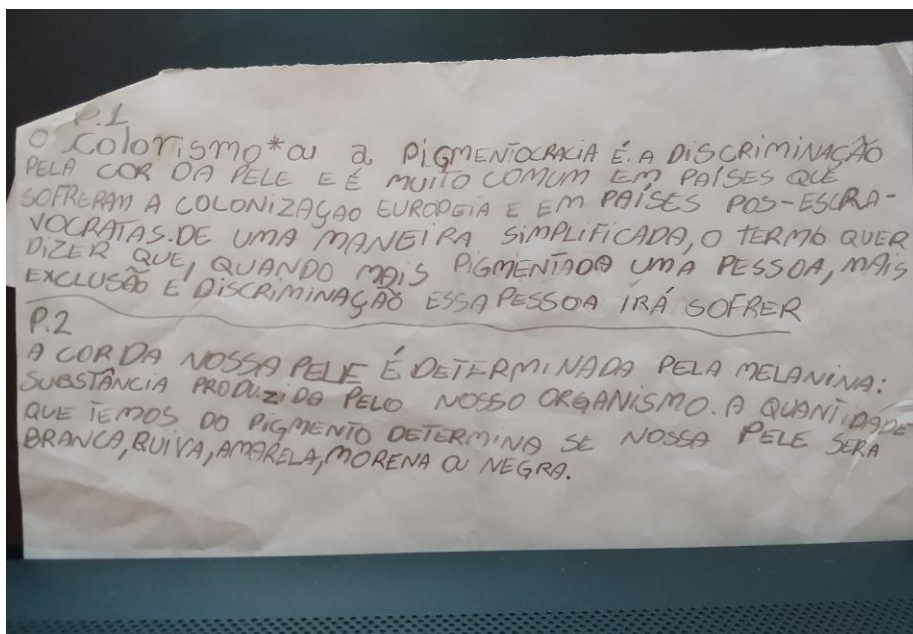 P.1
O Colorismo* ou a PIGMENTOCRACIA É A DISCRIMINAÇÃO
PELA COR DA PELE E É MUITO COMUM EM PAÍSES QUE
SOFRERAM A COLONIZAÇÃO EUROPEIA E EM PAÍSES POS-ESCRA-
VOCRATAS. DE UMA MANEIRA SIMPLIFICADA, O TERMO QUER
DIZER QUE, QUANDO MAIS PIGMENTADA UMA PESSOA, MAIS
EXCLUSÃO E DISCRIMINAÇÃO ESSA PESSOA IRÁ SOFRER
P.2
A COR DA NOSSA PELE É DETERMINADA PELA MELANINA:
SUBSTÂNCIA PRODUZIDA PELO NOSSO ORGANISMO. A QUANTIDADE
QUE TEMOS DO PIGMENTO DETERMINA SE NOSSA PELE SERA
BRANCA, RUIVA, AMARELA, MORENA OU NEGRA.